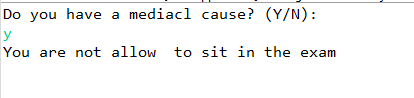 Do you have a mediacl cause? (Y/N):
y
You are not allow  to sit in the exam